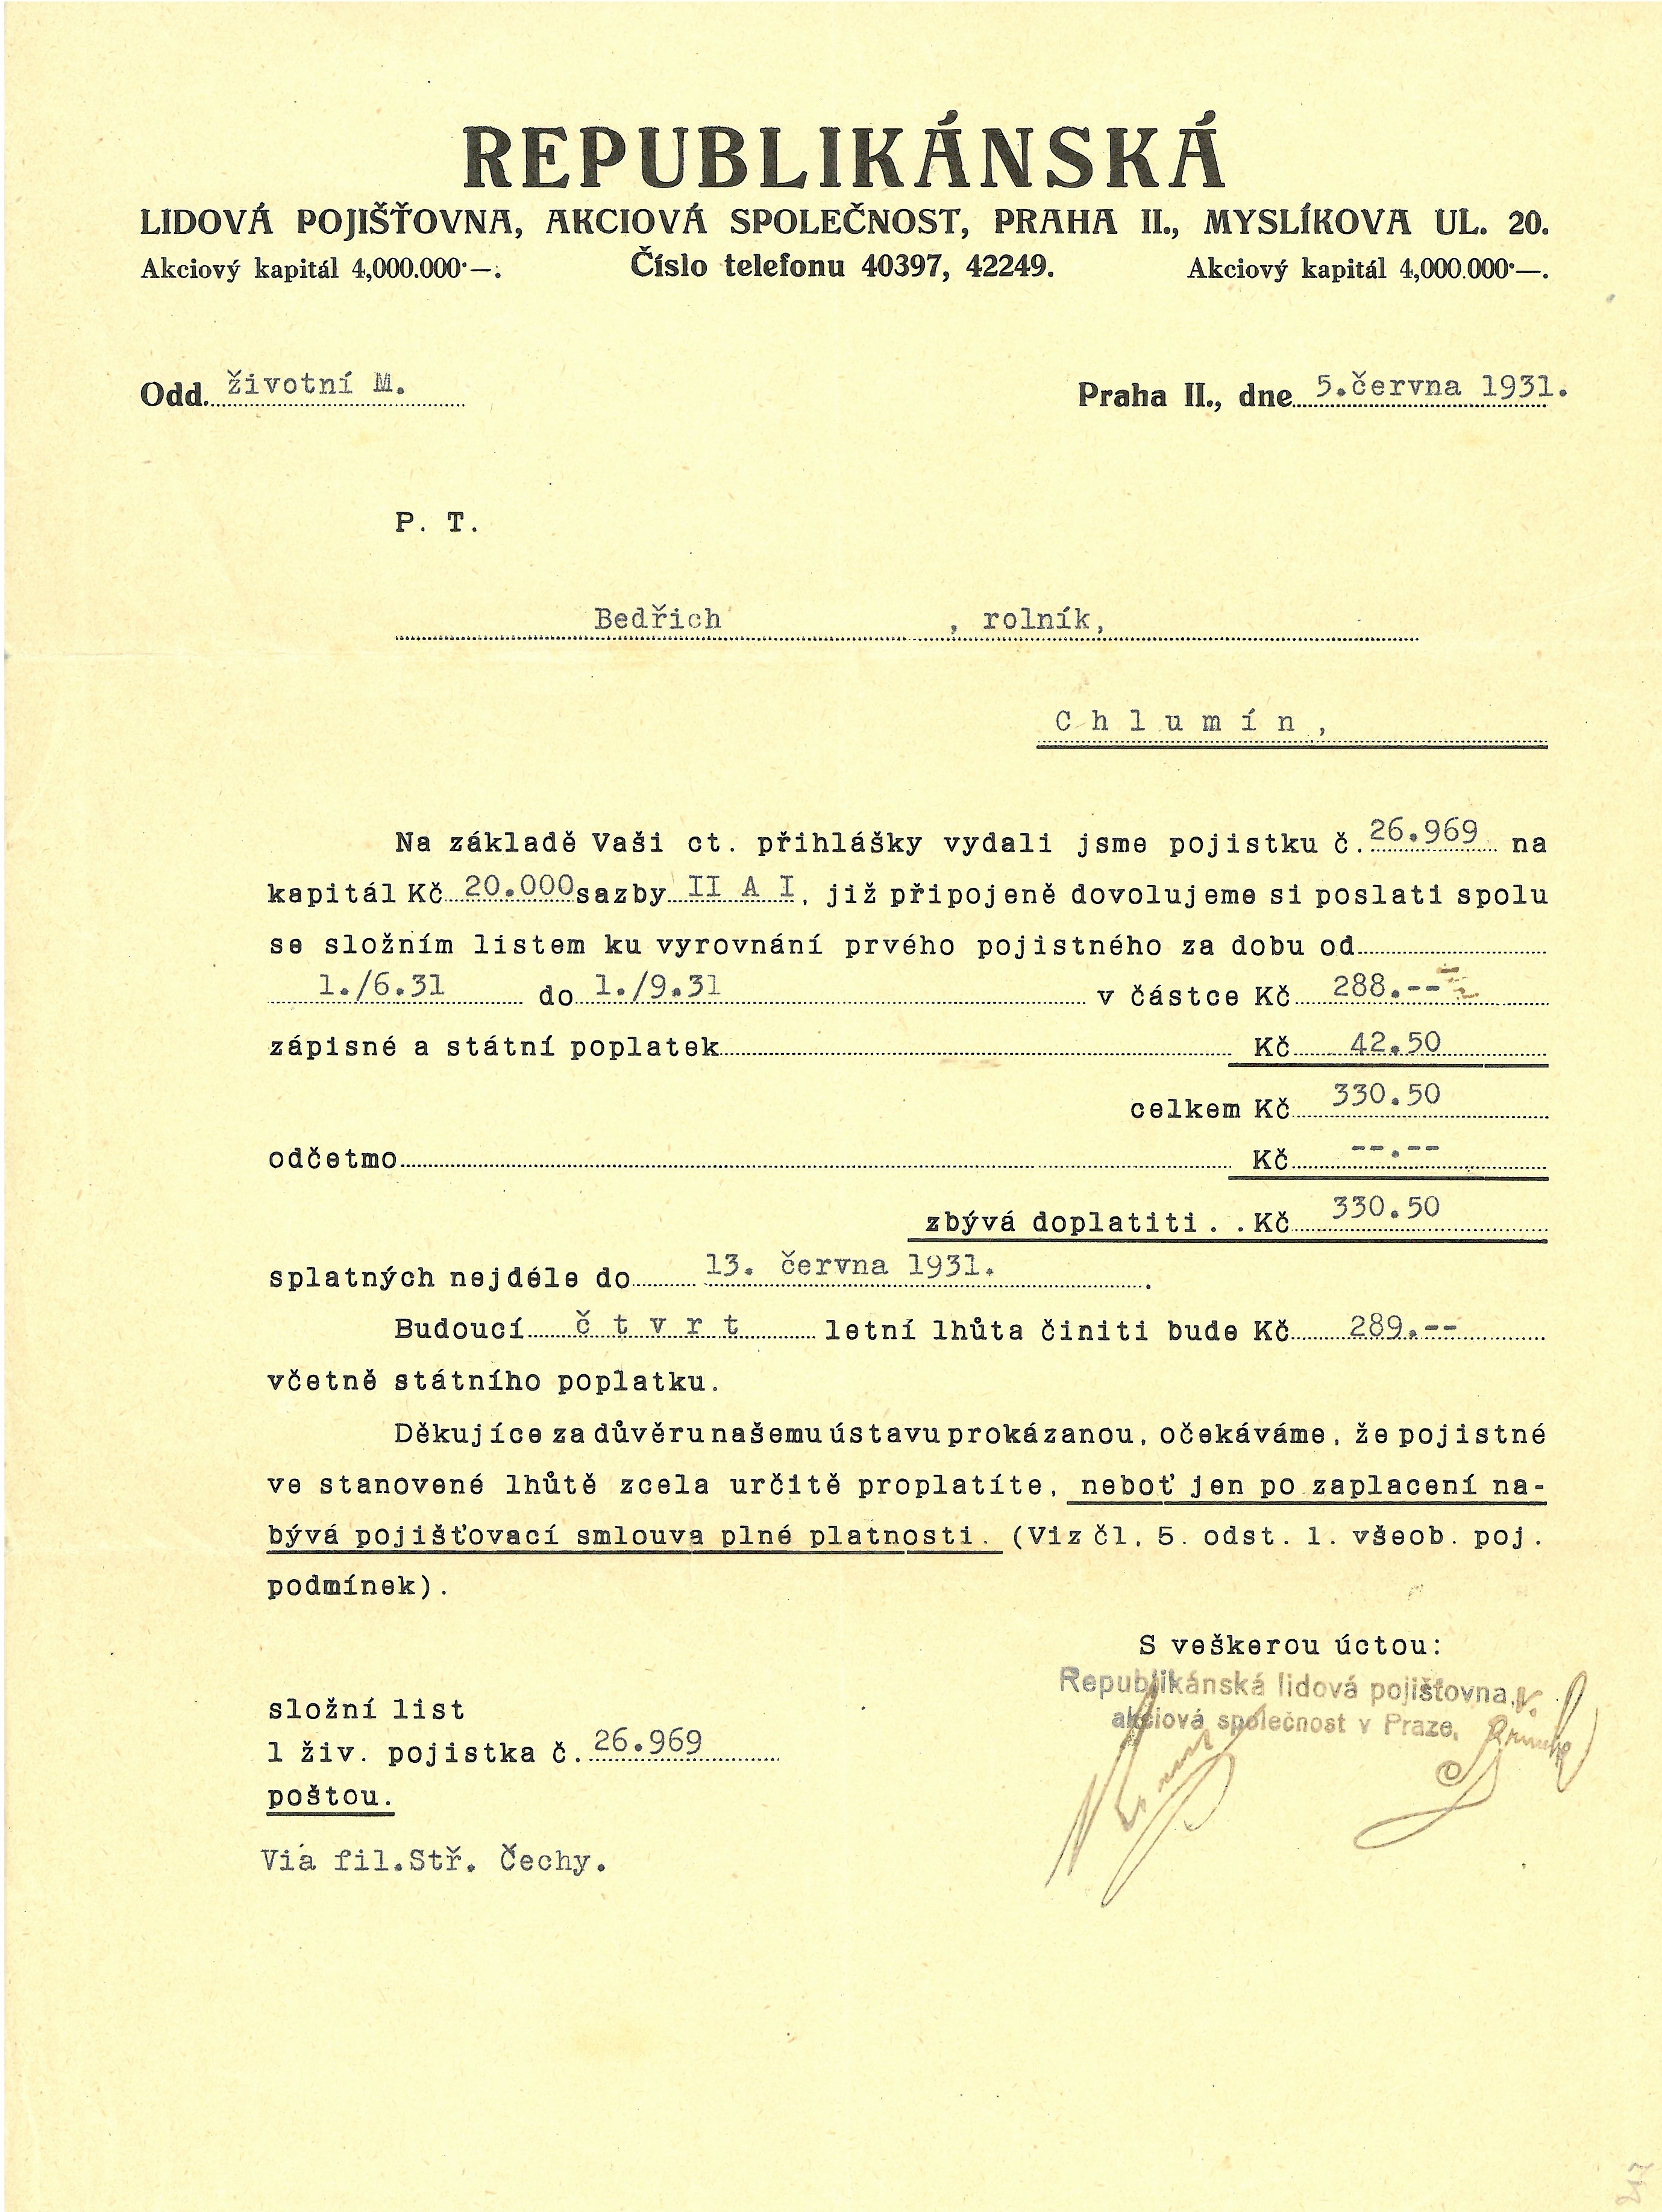 REPUBLIKÁNSKÁ
LIDOVÁ POJIŠŤOVNA, AKCIOVÁ SPOLEČNOST, PRAHA II., MYSLÍKOVA UL. 20.
Akciový kapitál 4,000.000·—. Číslo telefonu 40397, 42249. Akciový kapitál 4,000.000·—.
Odd. životní M. Praha II., dne 5.června 1931.
P. T.
Bedřich , rolník,
Chlumín,
Na základě Vaši ct. přihlášky vydali jsme pojistku č. 26.969 na
kapitál Kč 20.000 sazby II A I, již připojeně dovolujeme si poslati spolu
se složním listem ku vyrovnání prvého pojistného za dobu od
1./6.31 do 1./9.31 v částce Kč 288.--
zápisné a státní poplatek Kč 42.50
celkem Kč 330.50
odčetmo Kč --.--
zbývá doplatiti . . Kč 330.50
splatných nejdéle do 13. června 1931.
Budoucí čtvrt letní lhůta činiti bude Kč 289.--
včetně státního poplatku.
Děkujíce za důvěru našemu ústavu prokázanou, očekáváme, že pojistné
ve stanovené lhůtě zcela určitě proplatíte, neboť jen po zaplacení na-
bývá pojišťovací smlouva plné platnosti. (Viz čl. 5. odst. 1. všeob. poj.
podmínek).
S veškerou úctou:
Republikánská lidová pojišťovna,
akciová společnost v Praze.
složní list
1 živ. pojistka č. 26.969
poštou.
Via fil.Stř. Čechy.